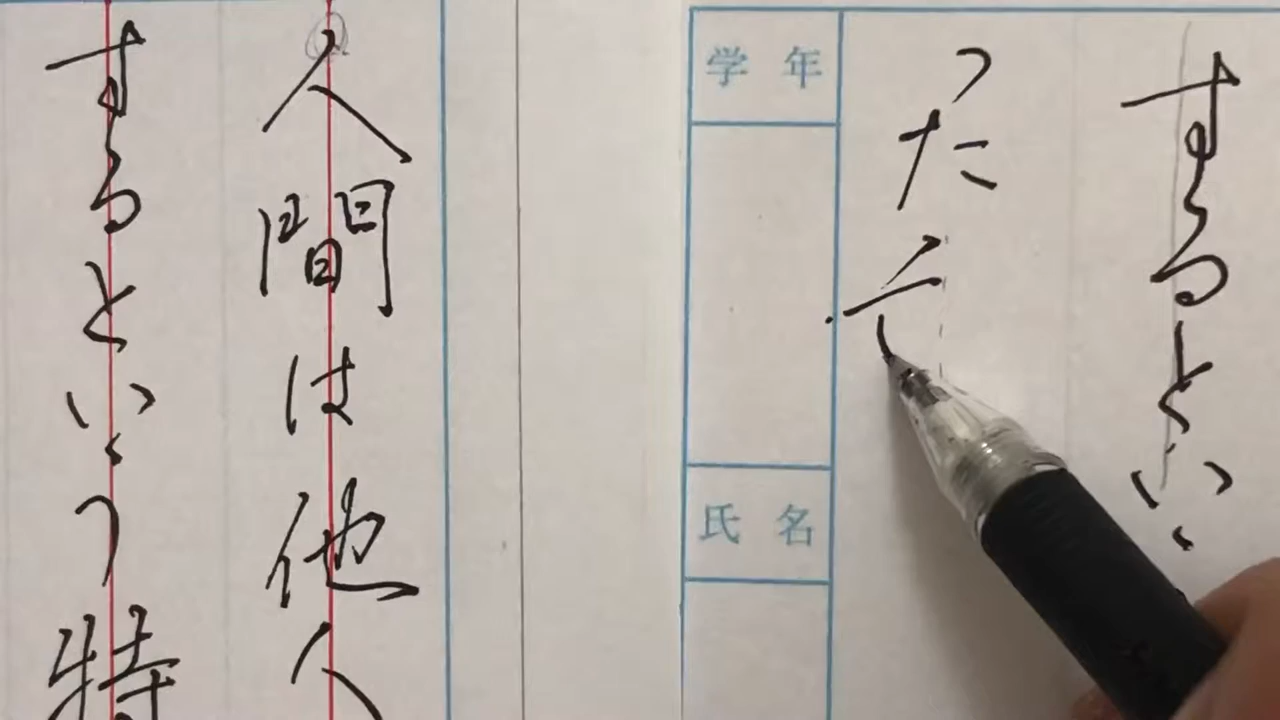 するとい
った
学年
氏名
人間は他人
するという特